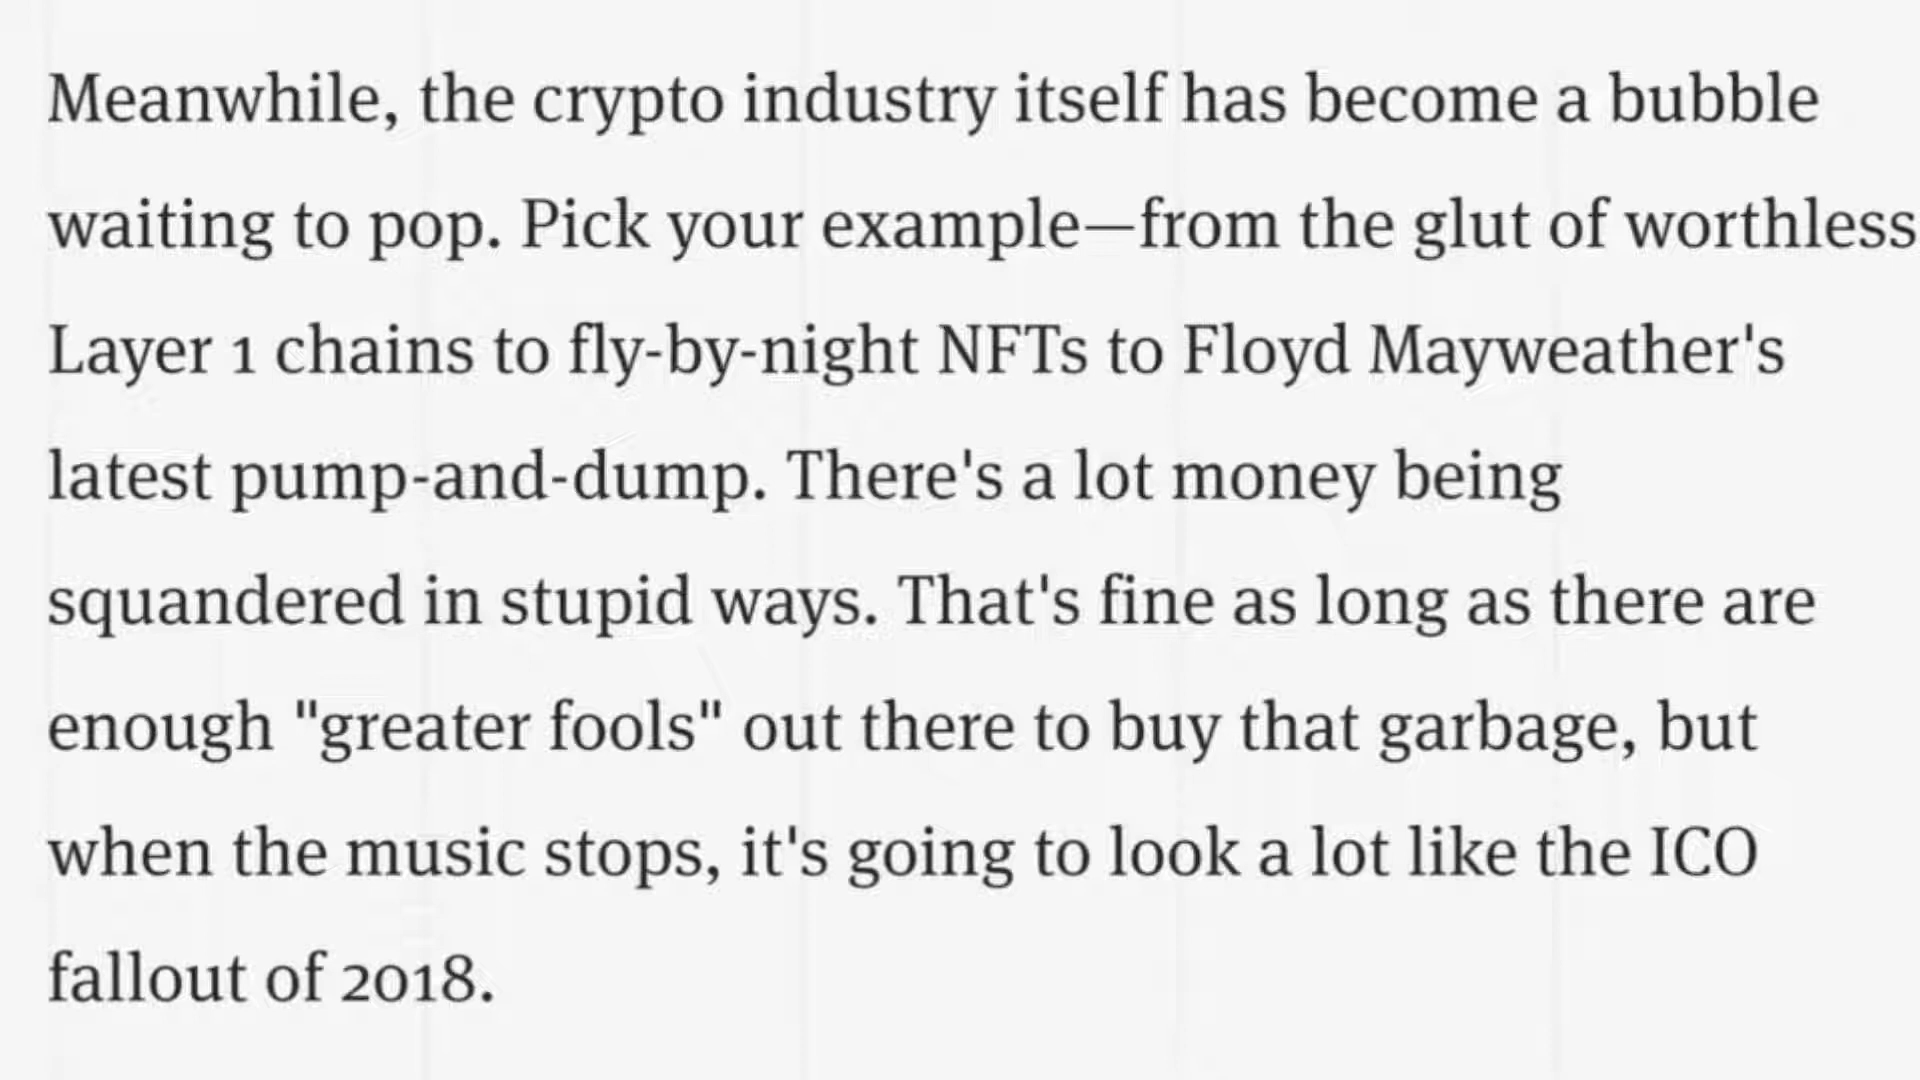 Meanwhile, the crypto industry itself has become a bubble
waiting to pop. Pick your example—from the glut of worthless
Layer 1 chains to fly-by-night NFTs to Floyd Mayweather's
latest pump-and-dump. There's a lot money being
squandered in stupid ways. That's fine as long as there are
enough "greater fools" out there to buy that garbage, but
when the music stops, it's going to look a lot like the ICO
fallout of 2018.